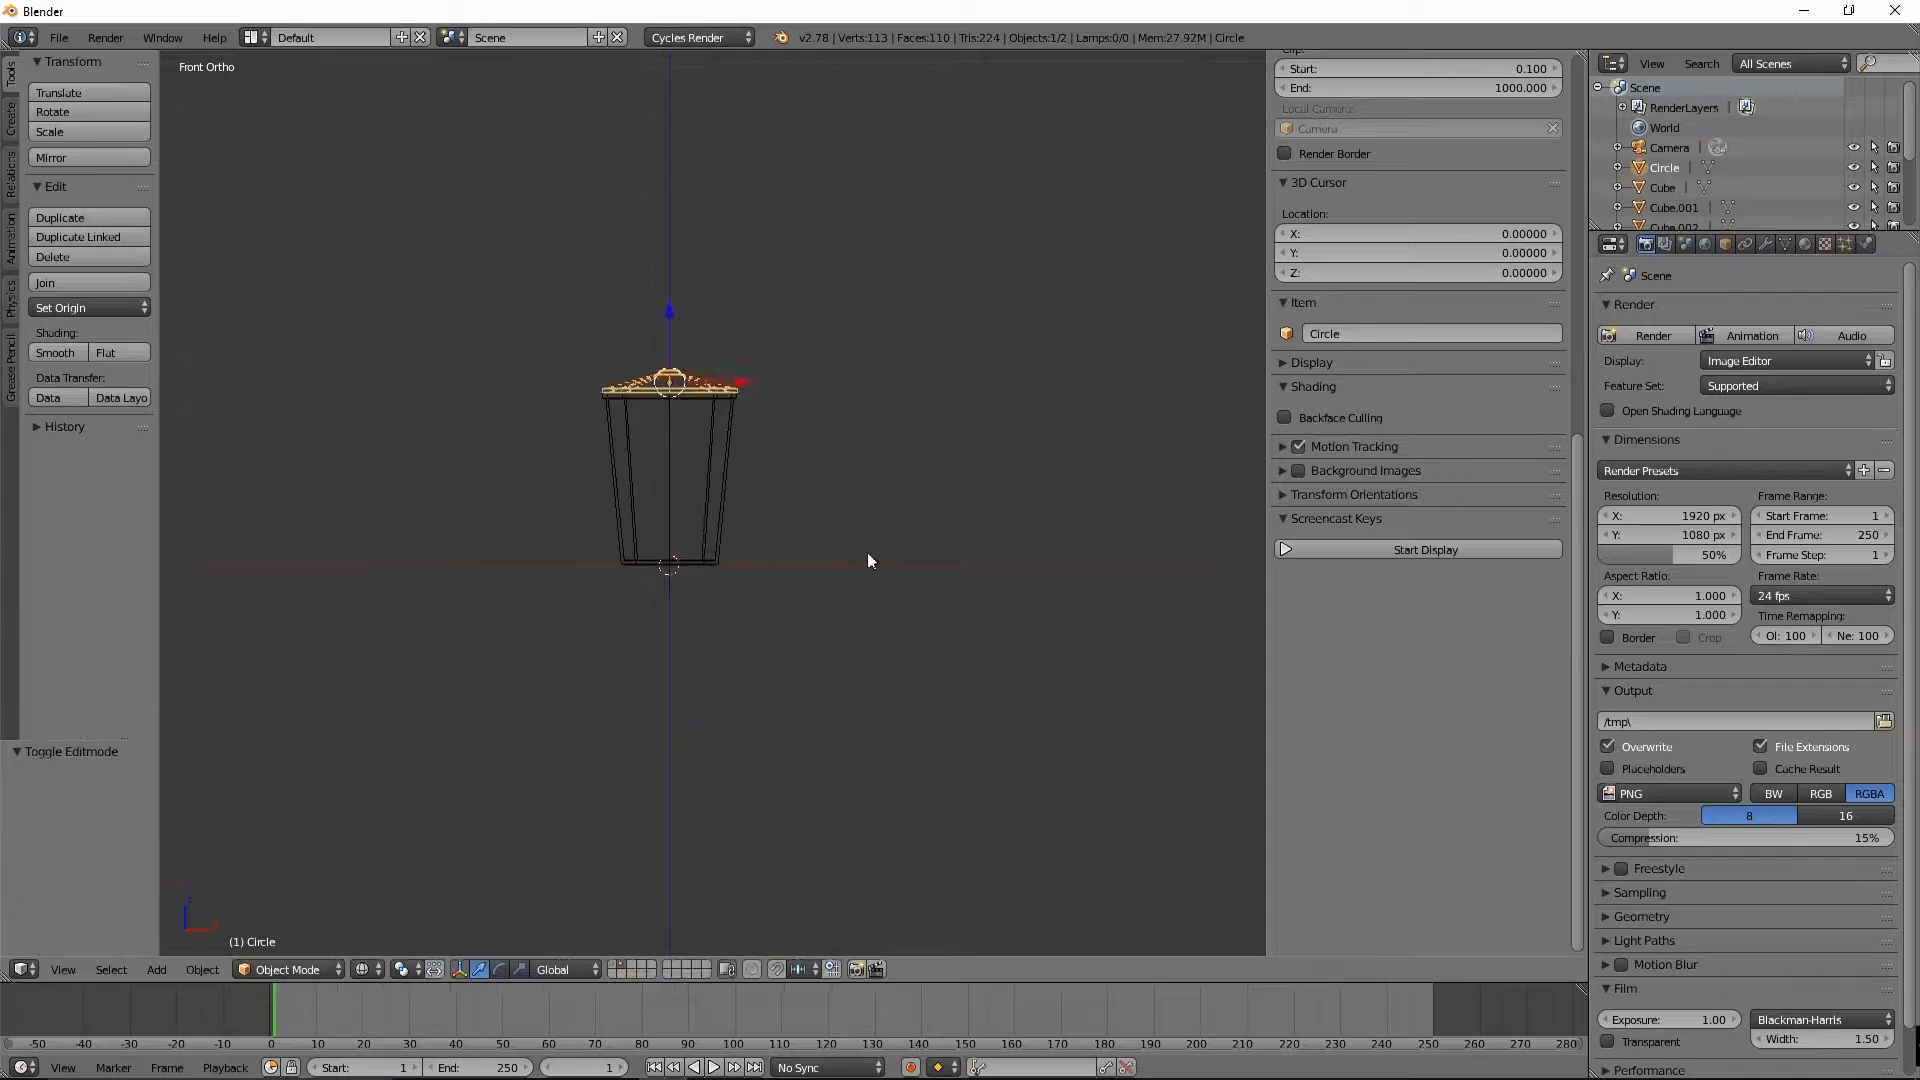 Blender
File Render Window Help Default Scene Cycles Render v2.78 | Verts:113 | Faces:110 | Tris:224 | Objects:1/2 | Lamps:0/0 | Mem:27.92M | Circle
Tools
Create
Relations
Animation
Physics
Grease Pencil
Transform
Translate
Rotate
Scale
Mirror
Edit
Duplicate
Duplicate Linked
Delete
Join
Set Origin
Shading:
Smooth Flat
Data Transfer:
Data Data Layo
History
Toggle Editmode
Front Ortho
(1) Circle
Start: 0.100
End: 1000.000
Local Camera:
Camera
Render Border
3D Cursor
Location:
X: 0.00000
Y: 0.00000
Z: 0.00000
Item
Circle
Display
Shading
Backface Culling
Motion Tracking
Background Images
Transform Orientations
Screencast Keys
Start Display
View Search All Scenes
Scene
RenderLayers
World
Camera
Circle
Cube
Cube.001
Cube.002
Scene
Render
Render Animation Audio
Display: Image Editor
Feature Set: Supported
Open Shading Language
Dimensions
Render Presets
Resolution: Frame Range:
X: 1920 px Start Frame: 1
Y: 1080 px End Frame: 250
50% Frame Step: 1
Aspect Ratio: Frame Rate:
X: 1.000 24 fps
Y: 1.000 Time Remapping:
Border Crop Ol: 100 Ne: 100
Metadata
Output
/tmp\
Overwrite File Extensions
Placeholders Cache Result
PNG BW RGB RGBA
Color Depth: 8 16
Compression: 15%
Freestyle
Sampling
Geometry
Light Paths
Motion Blur
Film
Exposure: 1.00 Blackman-Harris
Transparent Width: 1.50
Performance
View Select Add Object Object Mode Global
-50 -40 -30 -20 -10 0 10 20 30 40 50 60 70 80 90 100 110 120 130 140 150 160 170 180 190 200 210 220 230 240 250 260 270 280
View Marker Frame Playback Start: 1 End: 250 1 No Sync